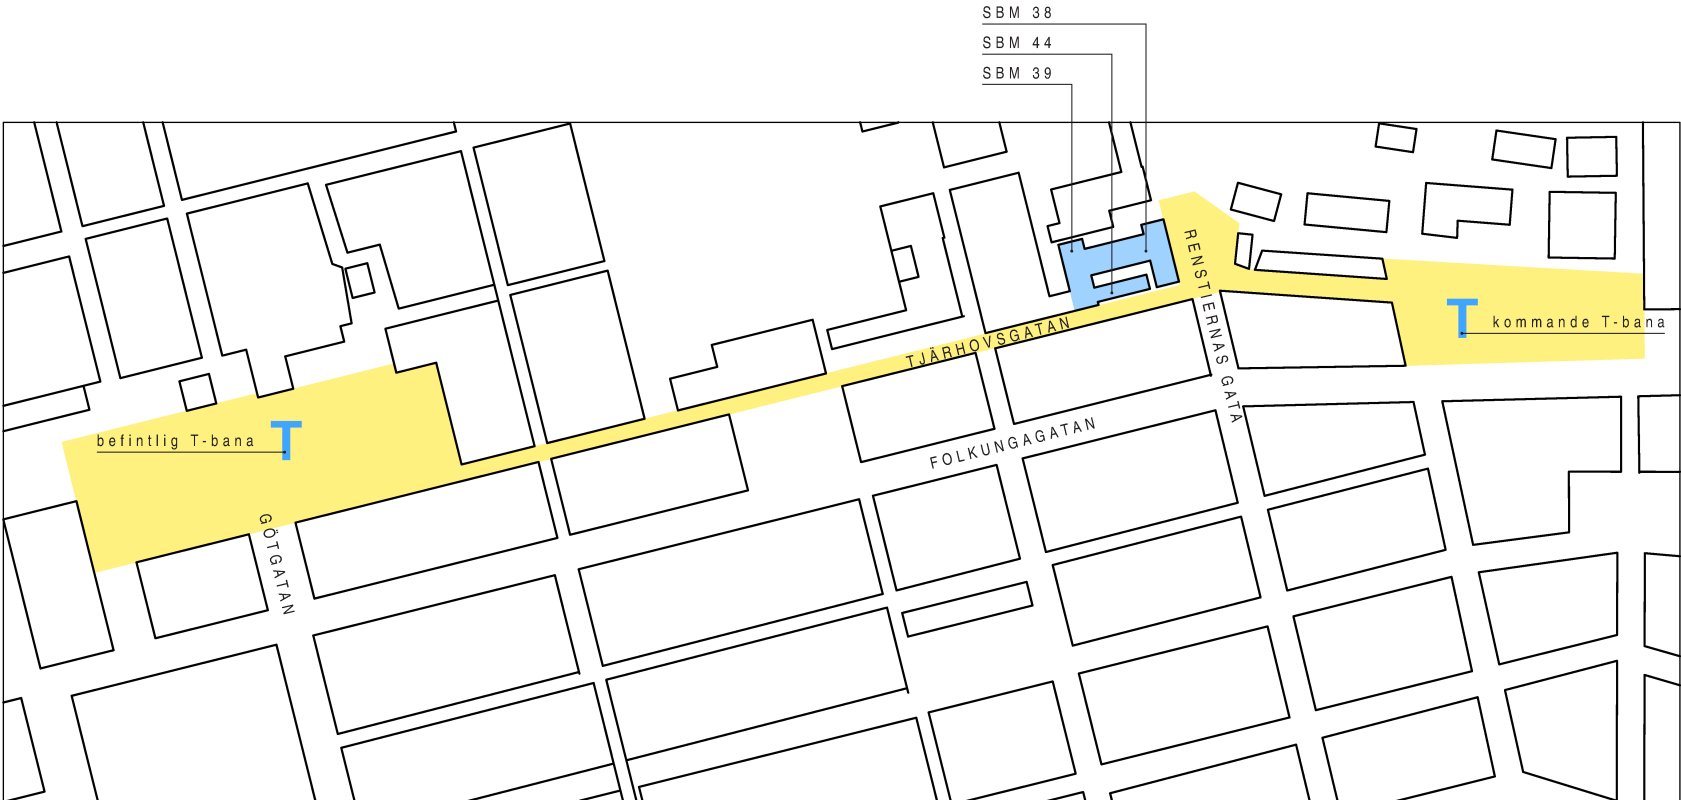 SBM 38
SBM 44
SBM 39
RENSTIERNAS GATA
kommande T-bana
T
TJÄRHOVSGATAN
FOLKUNGAGATAN
befintlig T-bana
T
GÖTGATAN